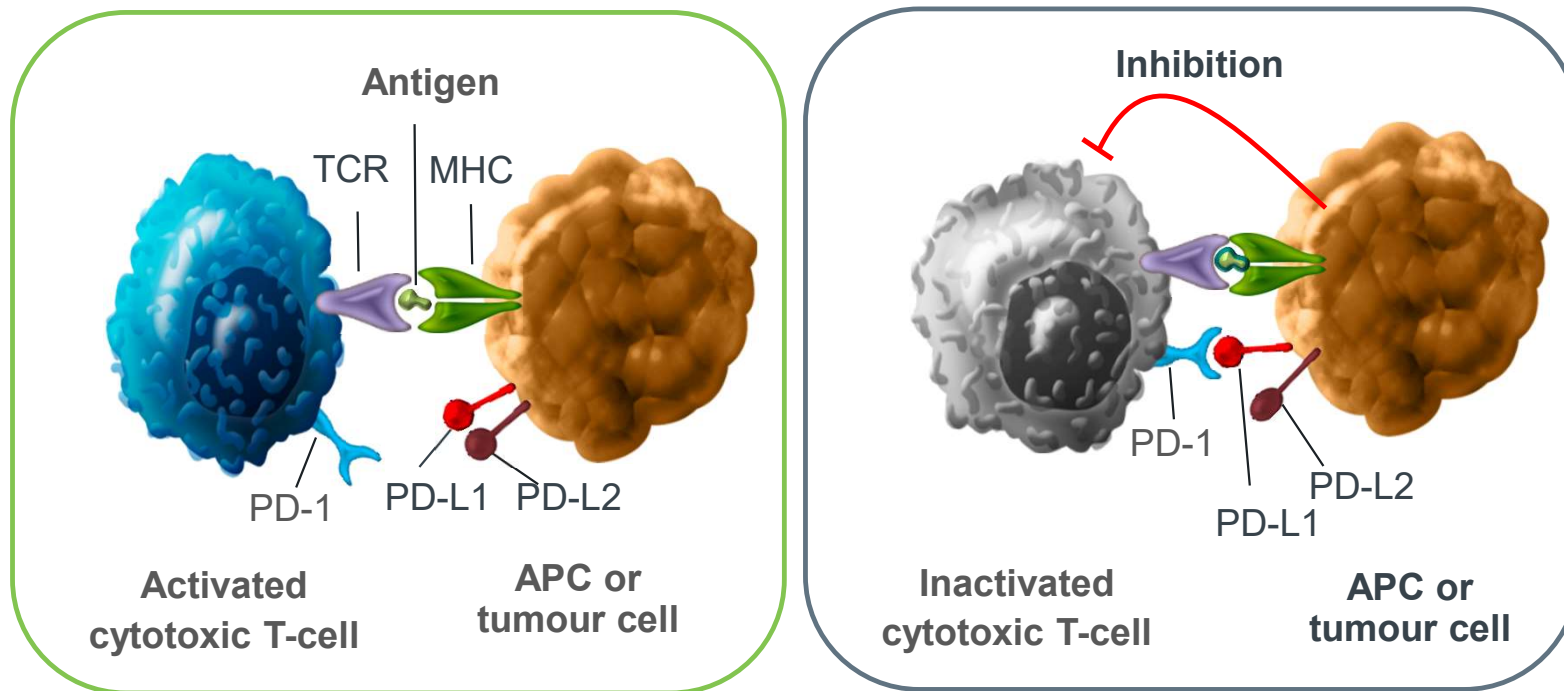 Antigen
TCR
MHC
PD-1
PD-L1
PD-L2
Activated
cytotoxic T-cell
APC or
tumour cell
Inhibition
PD-1
PD-L2
PD-L1
Inactivated
cytotoxic T-cell
APC or
tumour cell